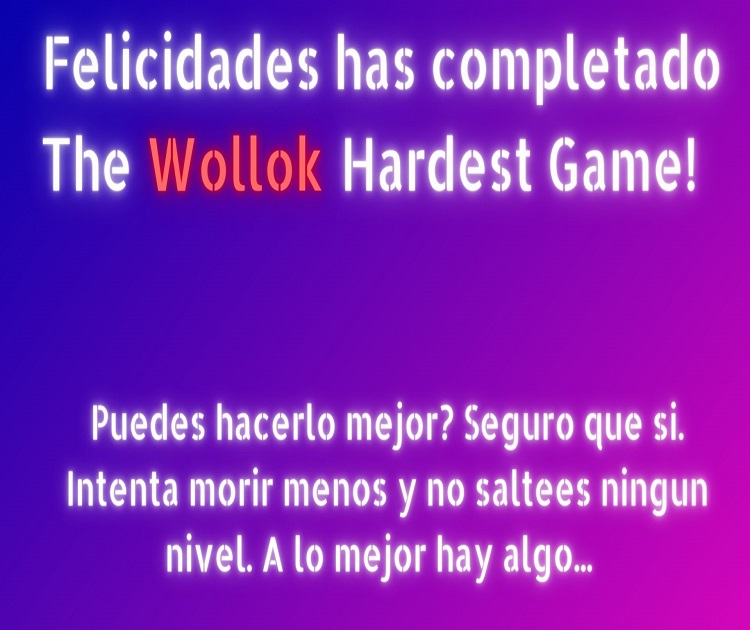 Felicidades has completado
The Wollok Hardest Game!
Puedes hacerlo mejor? Seguro que si.
Intenta morir menos y no saltees ningun
nivel. A lo mejor hay algo...